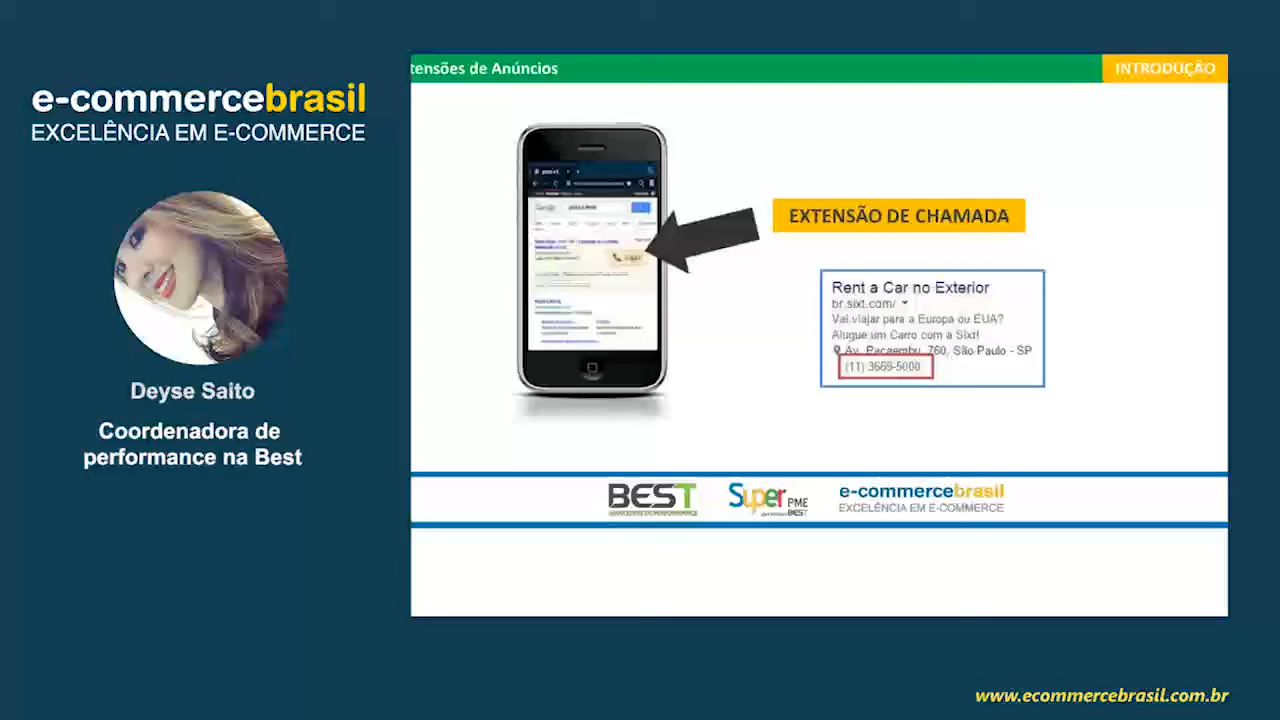 e-commercebrasil
EXCELÊNCIA EM E-COMMERCE
Deyse Saito
Coordenadora de
performance na Best
tensões de Anúncios
INTRODUÇÃO
EXTENSÃO DE CHAMADA
Rent a Car no Exterior
br.sixt.com/
Vai viajar para a Europa ou EUA?
Alugue um Carro com a Sixt!
Av. Pacaembu, 760, São Paulo - SP
(11) 3669-5000
BEST
Super PME
BEST
e-commercebrasil
EXCELÊNCIA EM E-COMMERCE
www.ecommercebrasil.com.br